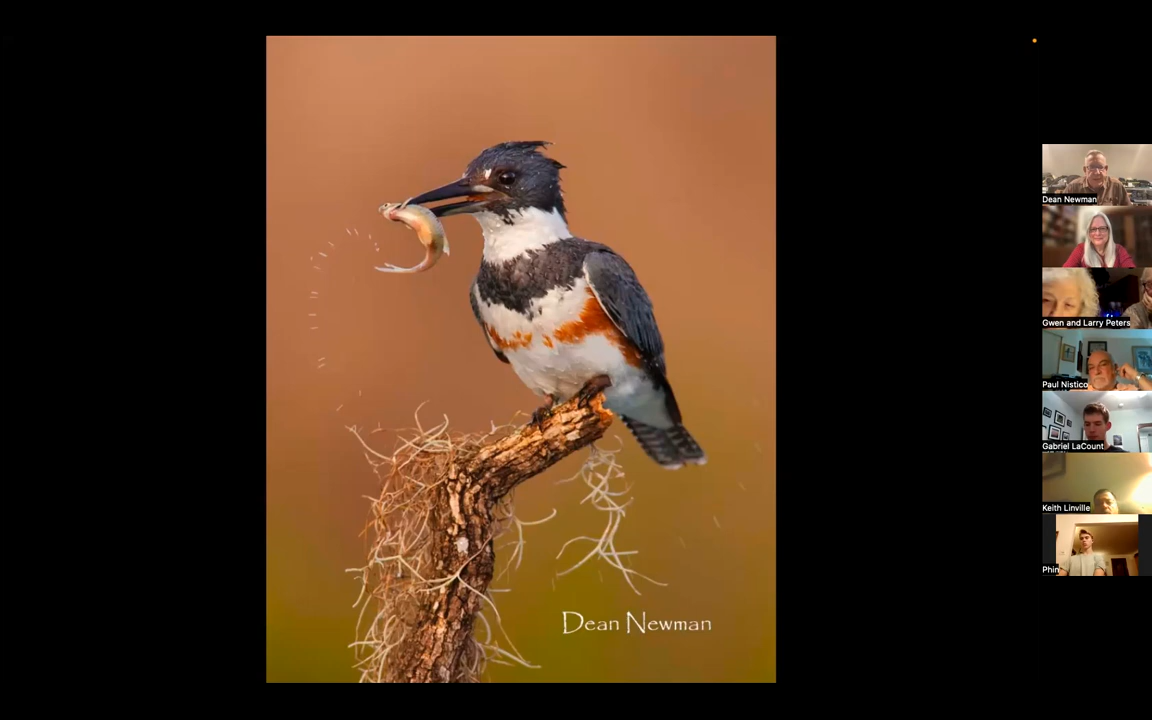 Dean Newman
Dean Newman
Gwen and Larry Peters
Paul Nistico
Gabriel LaCount
Keith Linville
Phin